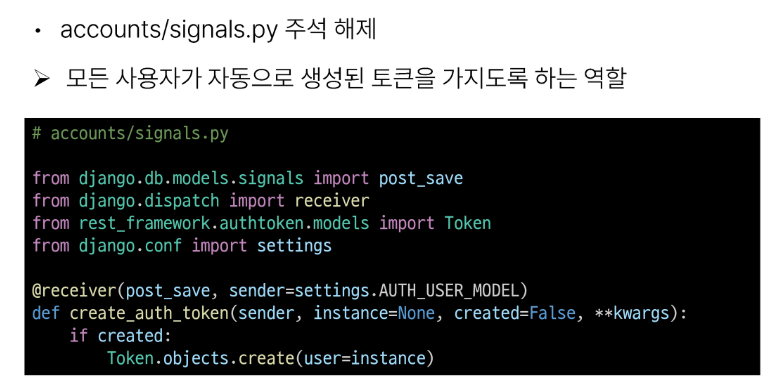 • accounts/signals.py 주석 해제
➢ 모든 사용자가 자동으로 생성된 토큰을 가지도록 하는 역할
# accounts/signals.py
from django.db.models.signals import post_save
from django.dispatch import receiver
from rest_framework.authtoken.models import Token
from django.conf import settings
@receiver(post_save, sender=settings.AUTH_USER_MODEL)
def create_auth_token(sender, instance=None, created=False, **kwargs):
    if created:
        Token.objects.create(user=instance)